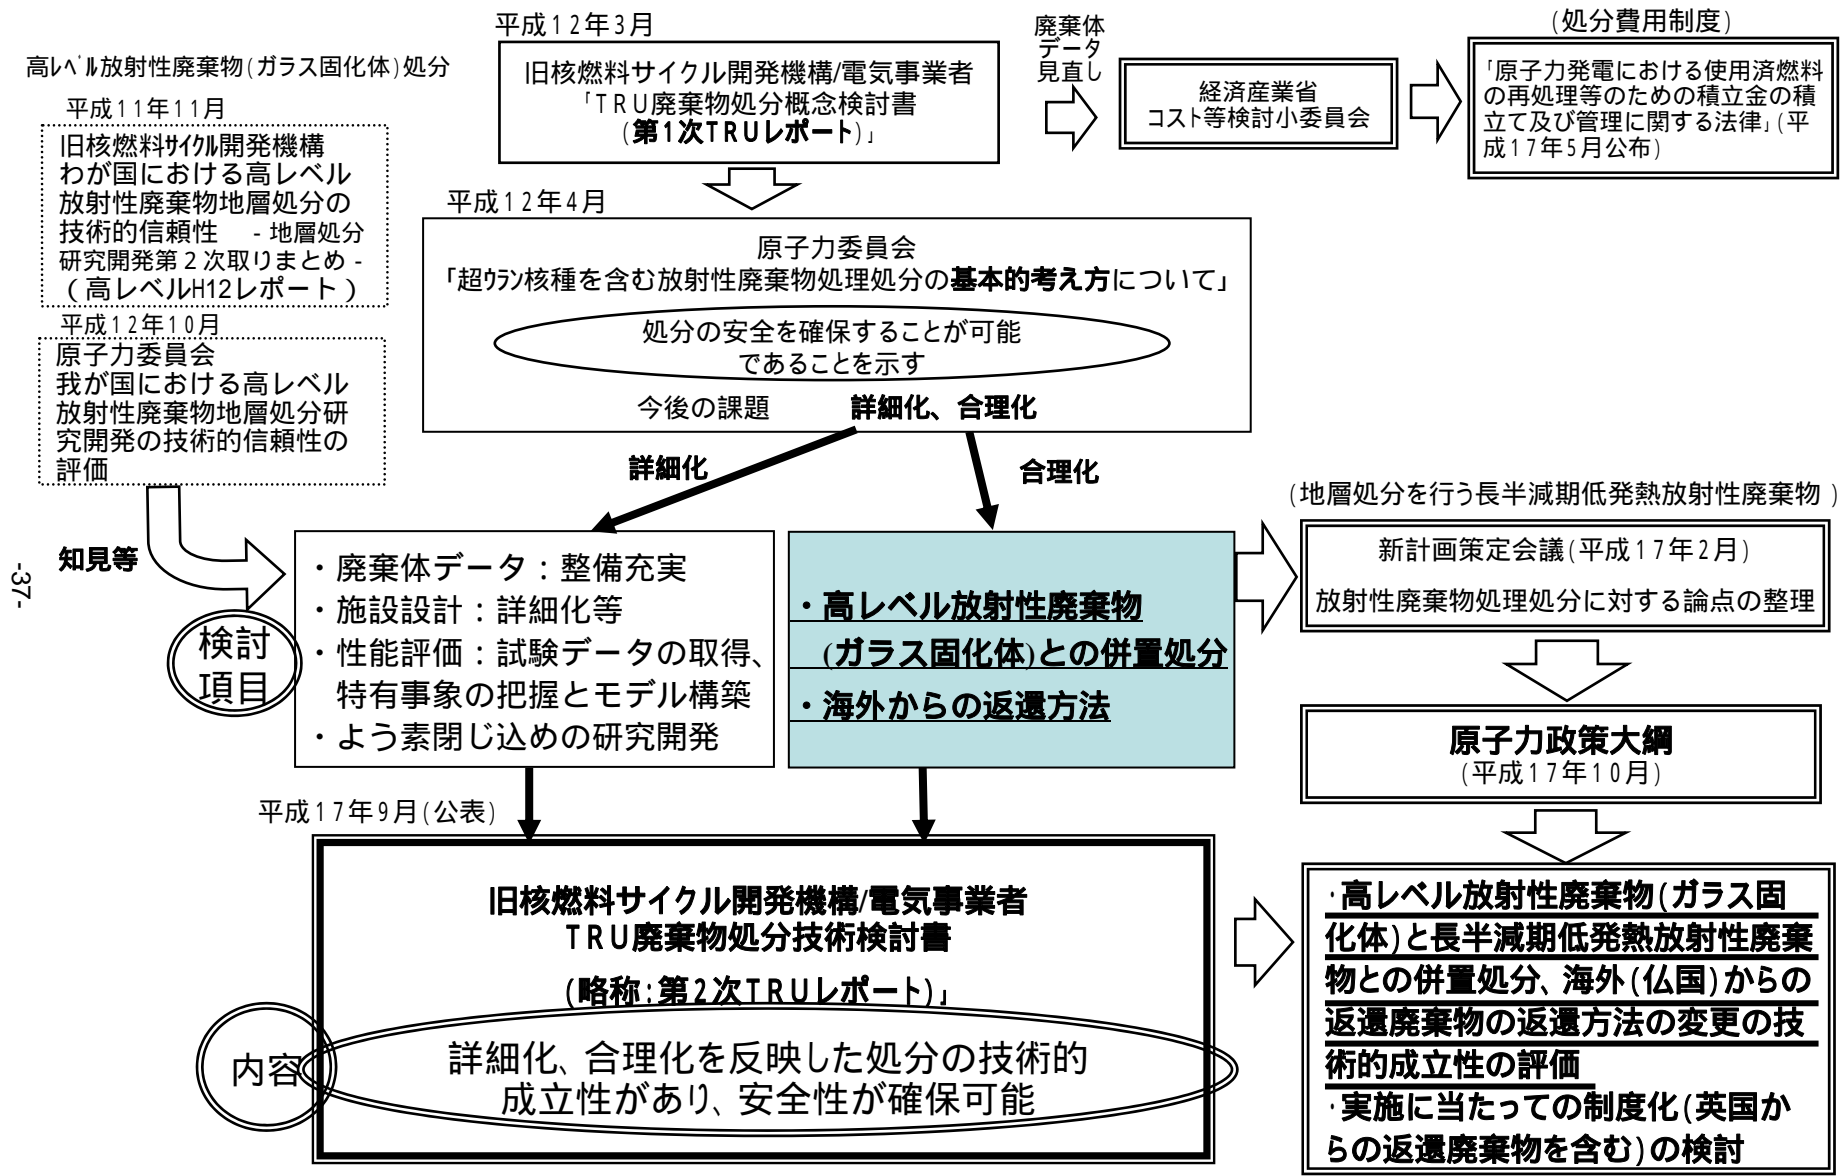 平成12年3月
旧核燃料サイクル開発機構/電気事業者
「TRU廃棄物処分概念検討書
(第1次TRUレポート)」
廃棄体
データ
見直し
経済産業省
コスト等検討小委員会
(処分費用制度)
「原子力発電における使用済燃料
の再処理等のための積立金の積
立て及び管理に関する法律」(平
成17年5月公布)
高レベル放射性廃棄物(ガラス固化体)処分
平成11年11月
旧核燃料サイクル開発機構
わが国における高レベル
放射性廃棄物地層処分の
技術的信頼性 -地層処分
研究開発第2次取りまとめ-
(高レベルH12レポート)
平成12年10月
原子力委員会
我が国における高レベル
放射性廃棄物地層処分研
究開発の技術的信頼性の
評価
平成12年4月
原子力委員会
「超ウラン核種を含む放射性廃棄物処理処分の基本的考え方について」
処分の安全を確保することが可能
であることを示す
今後の課題 詳細化、合理化
詳細化
合理化
知見等
検討
項目
・廃棄体データ:整備充実
・施設設計:詳細化等
・性能評価:試験データの取得、
特有事象の把握とモデル構築
・よう素閉じ込めの研究開発
・高レベル放射性廃棄物
(ガラス固化体)との併置処分
・海外からの返還方法
(地層処分を行う長半減期低発熱放射性廃棄物)
新計画策定会議(平成17年2月)
放射性廃棄物処理処分に対する論点の整理
原子力政策大綱
(平成17年10月)
平成17年9月(公表)
旧核燃料サイクル開発機構/電気事業者
TRU廃棄物処分技術検討書
(略称:第2次TRUレポート)」
内容
詳細化、合理化を反映した処分の技術的
成立性があり、安全性が確保可能
・高レベル放射性廃棄物(ガラス固
化体)と長半減期低発熱放射性廃棄
物との併置処分、海外(仏国)からの
返還廃棄物の返還方法の変更の技
術的成立性の評価
・実施に当たっての制度化(英国か
らの返還廃棄物を含む)の検討
-37-